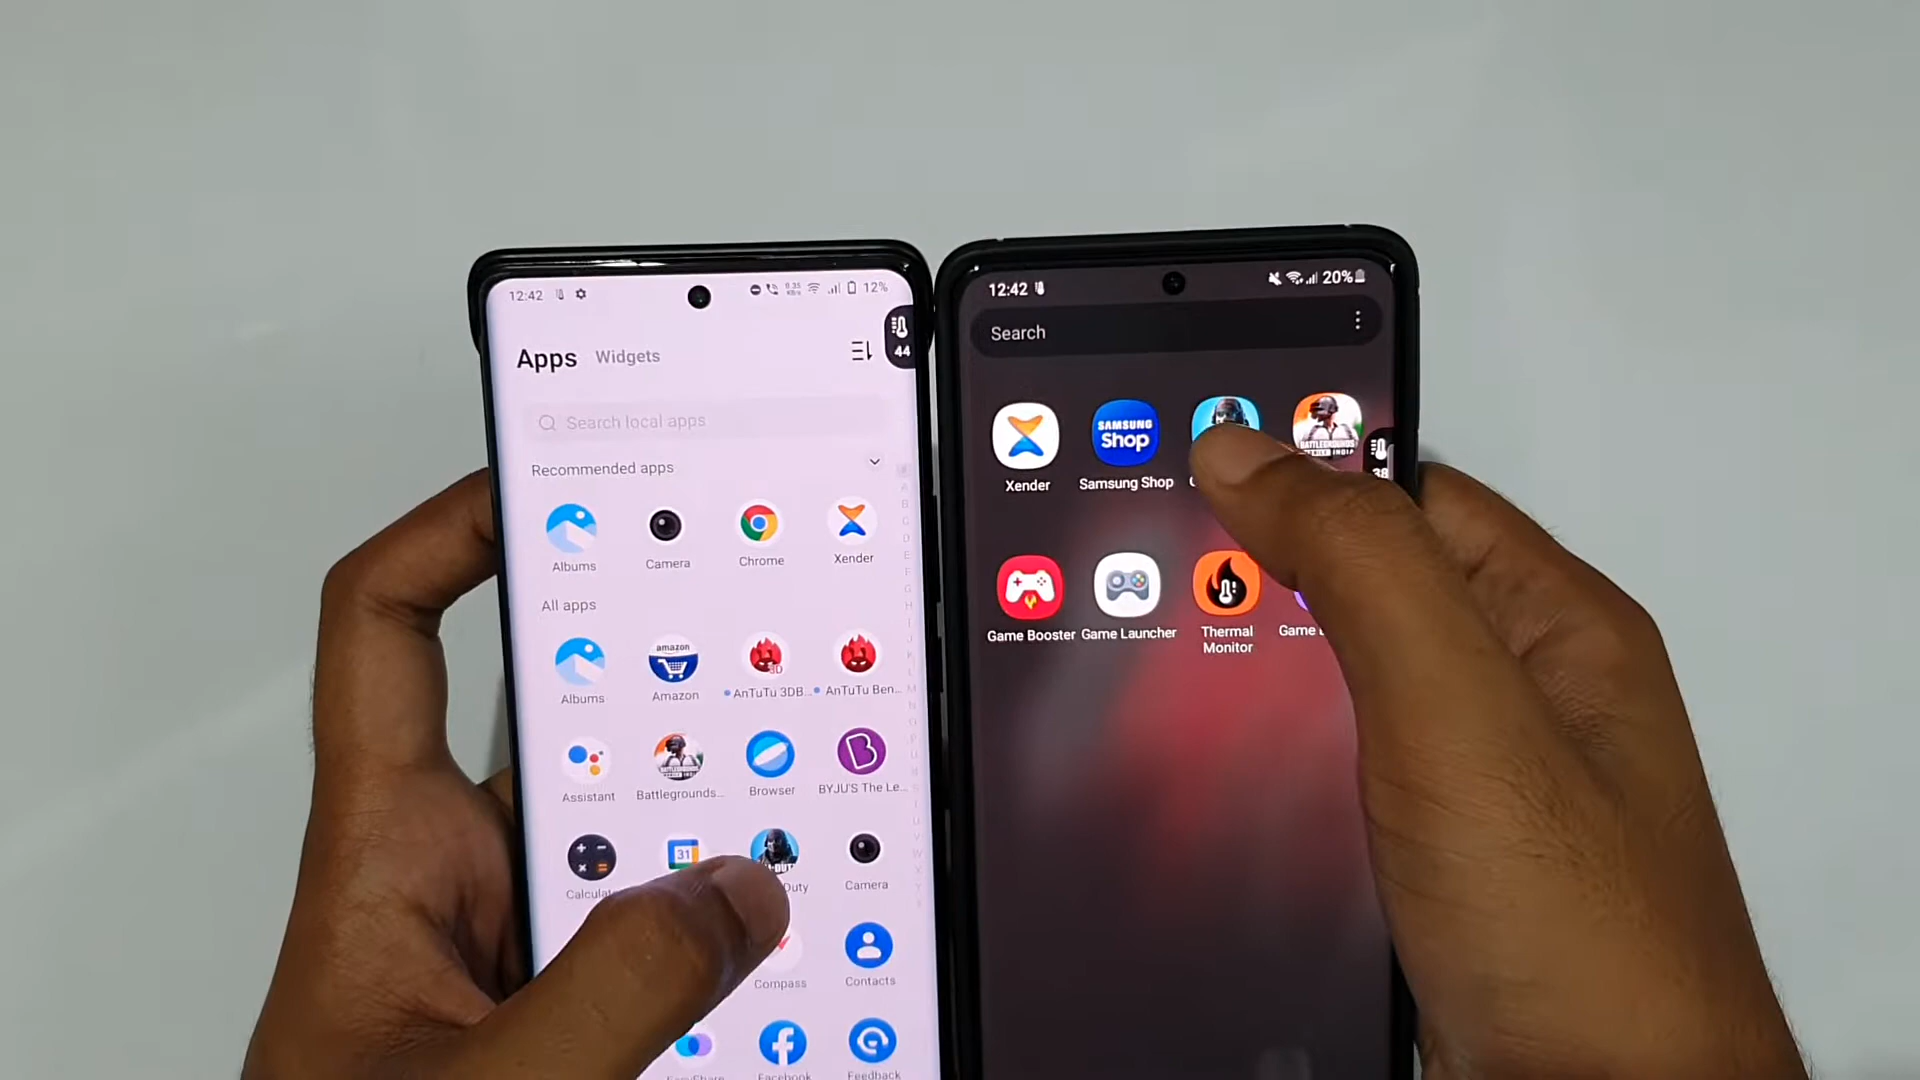 12:42
12%
44
Apps Widgets
Search local apps
Recommended apps
Albums Camera Chrome Xender
All apps
amazon
Albums Amazon AnTuTu 3DB... AnTuTu Ben...
Assistant Battlegrounds... Browser BYJU'S The Le...
31
Duty Camera
Compass Contacts
Facebook Feedback
12:42
20%
Search
SAMSUNG
Shop
BATTLEGROUNDS
38
Xender Samsung Shop
Game Booster Game Launcher Thermal
Monitor
Game